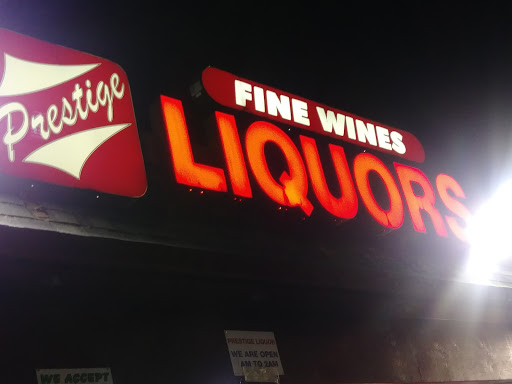 Prestige
FINE WINES
LIQUORS
PRESTIGE LIQUOR
WE ARE OPEN
AM TO 2AM
WE ACCEPT